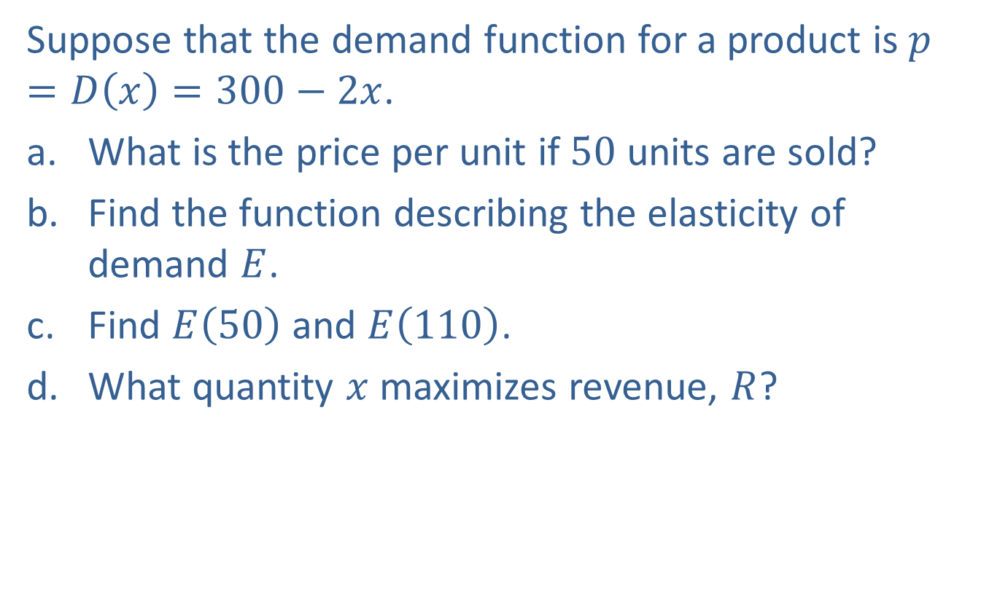 Suppose that the demand function for a product is p
= D(x) = 300 − 2x.
a. What is the price per unit if 50 units are sold?
b. Find the function describing the elasticity of
demand E.
c. Find E(50) and E(110).
d. What quantity x maximizes revenue, R?